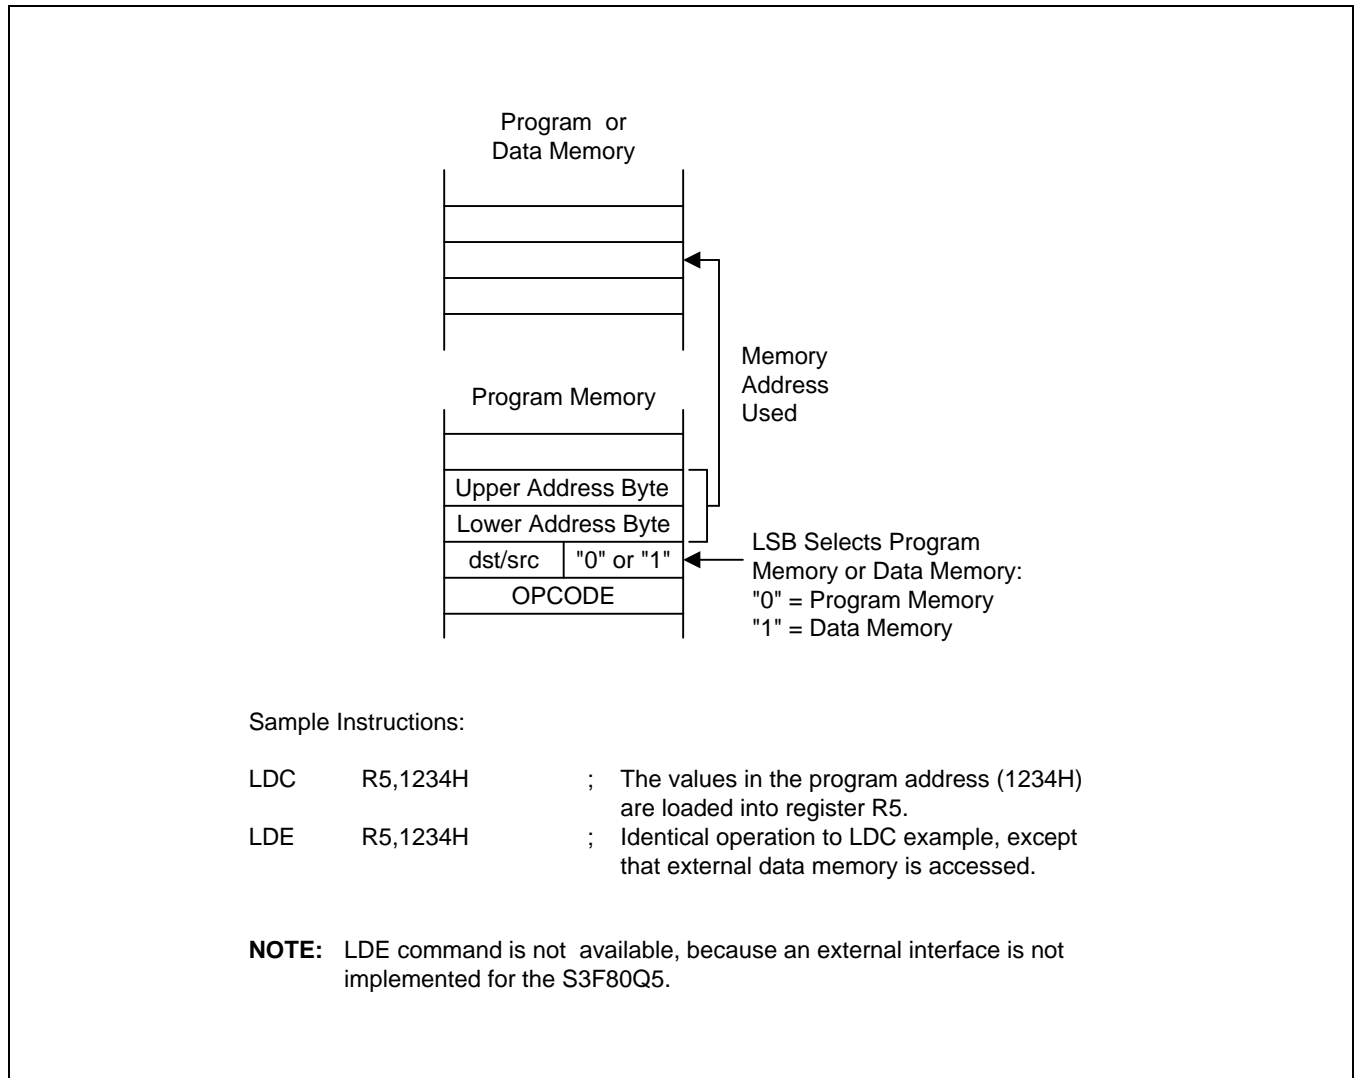 Program or
Data Memory
Memory
Address
Used
Program Memory
Upper Address Byte
Lower Address Byte
dst/src "0" or "1"
OPCODE
LSB Selects Program
Memory or Data Memory:
"0" = Program Memory
"1" = Data Memory
Sample Instructions:
LDC R5,1234H ; The values in the program address (1234H)
are loaded into register R5.
LDE R5,1234H ; Identical operation to LDC example, except
that external data memory is accessed.
NOTE: LDE command is not available, because an external interface is not
implemented for the S3F80Q5.